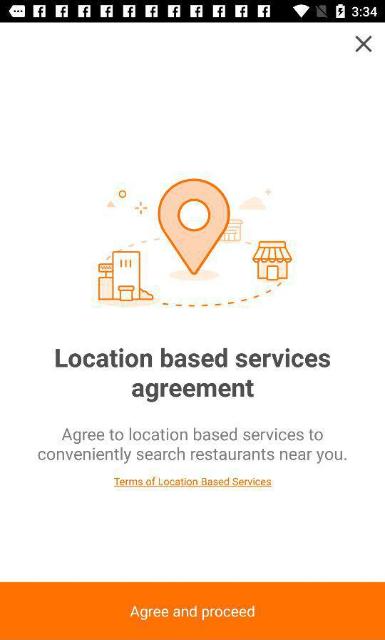 3:34
Location based services
agreement
Agree to location based services to
conveniently search restaurants near you.
Terms of Location Based Services
Agree and proceed